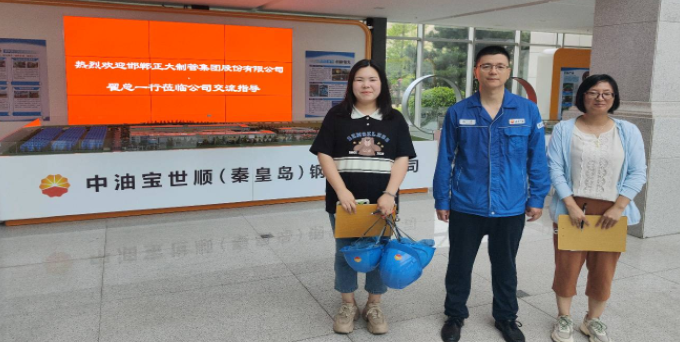 热烈欢迎邯郸正大制管集团股份有限公司
翟总一行莅临公司交流指导
中油宝世顺（秦皇岛）钢
司